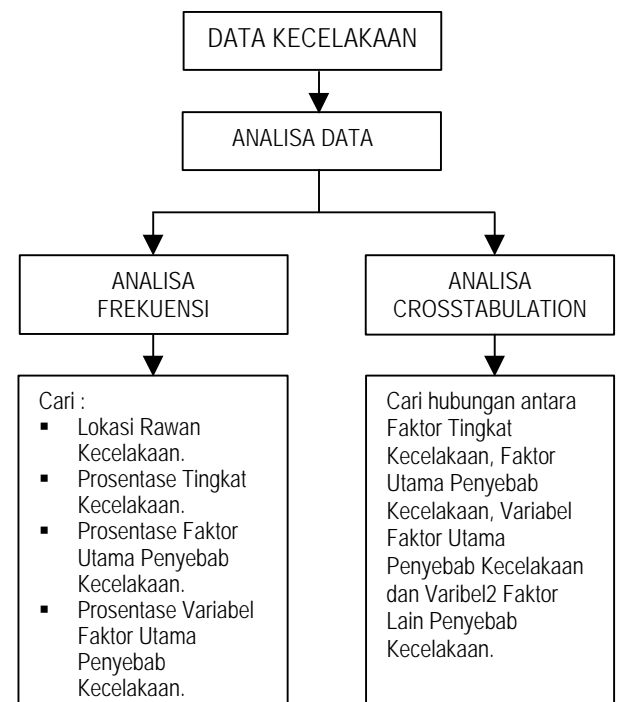 DATA KECELAKAAN
ANALISA DATA
ANALISA
FREKUENSI
ANALISA
CROSSTABULATION
Cari :
▪ Lokasi Rawan
Kecelakaan.
▪ Prosentase Tingkat
Kecelakaan.
▪ Prosentase Faktor
Utama Penyebab
Kecelakaan.
▪ Prosentase Variabel
Faktor Utama
Penyebab
Kecelakaan.
Cari hubungan antara
Faktor Tingkat
Kecelakaan, Faktor
Utama Penyebab
Kecelakaan, Variabel
Faktor Utama
Penyebab Kecelakaan
dan Varibel2 Faktor
Lain Penyebab
Kecelakaan.